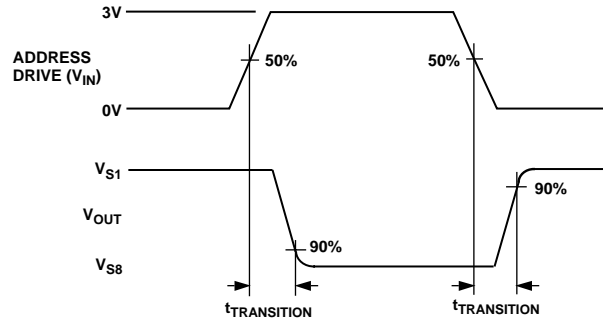 3V
ADDRESS
DRIVE (VIN)
50%
50%
0V
VS1
VOUT
90%
90%
VS8
tTRANSITION
tTRANSITION